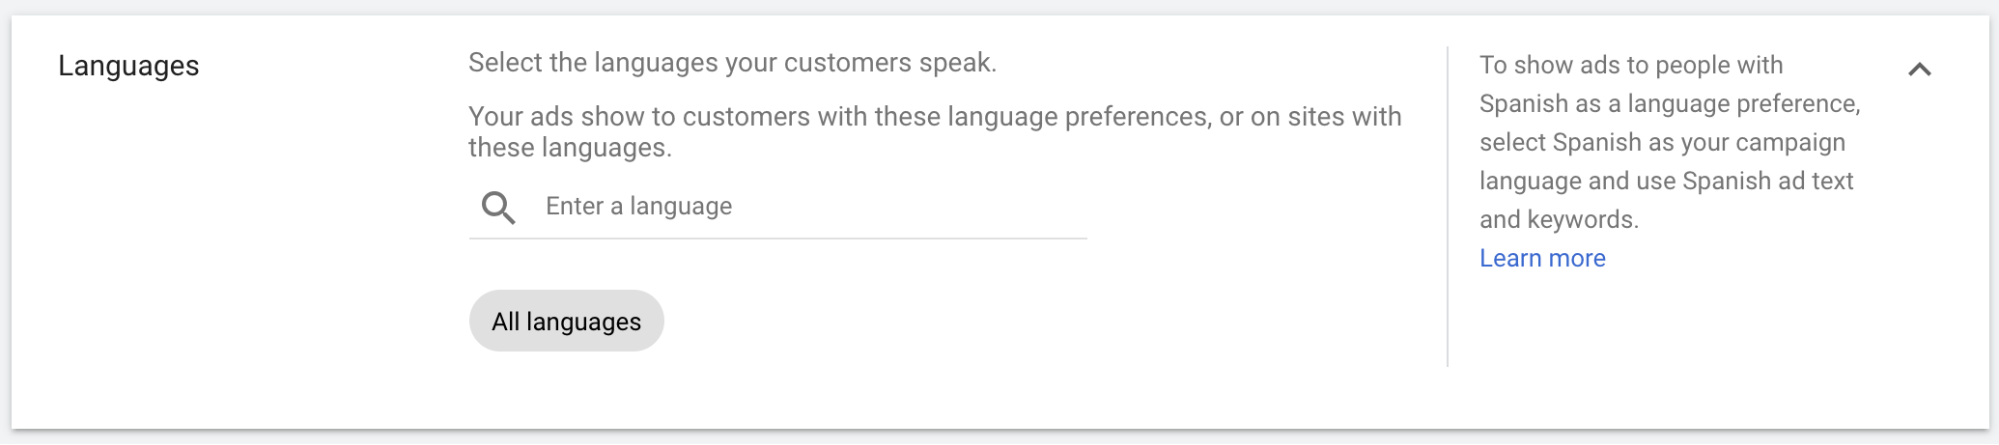 Languages
Select the languages your customers speak.
Your ads show to customers with these language preferences, or on sites with
these languages.
Enter a language
All languages
To show ads to people with
Spanish as a language preference,
select Spanish as your campaign
language and use Spanish ad text
and keywords.
Learn more